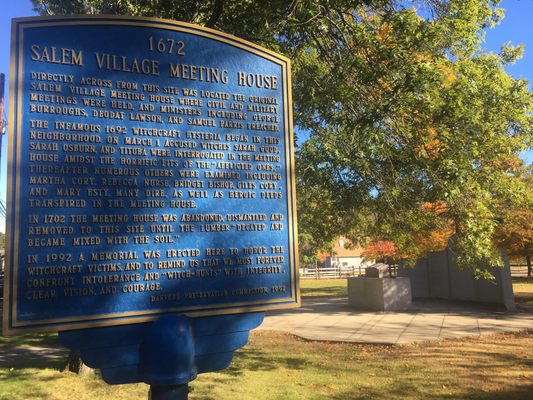 1672
SALEM VILLAGE MEETING HOUSE
DIRECTLY ACROSS FROM THIS SITE WAS LOCATED THE ORIGINAL
SALEM VILLAGE MEETING HOUSE WHERE CIVIL AND MILITARY
MEETINGS WERE HELD, AND MINISTERS INCLUDING GEORGE
BURROUGHS, DEODAT LAWSON, AND SAMUEL PARRIS PREACHED.
THE INFAMOUS 1692 WITCHCRAFT HYSTERIA BEGAN IN THIS
NEIGHBORHOOD. ON MARCH 1 ACCUSED WITCHES SARAH GOOD,
SARAH OSBURN, AND TITUBA WERE INTERROGATED IN THE MEETING
HOUSE AMIDST THE HORRIFIC FITS OF THE "AFFLICTED ONES."
THEREAFTER NUMEROUS OTHERS WERE EXAMINED INCLUDING
MARTHA CORY, REBECCA NURSE, BRIDGET BISHOP, GILES CORY,
AND MARY ESTY. MANY DIRE, AS WELL AS HEROIC DEEDS
TRANSPIRED IN THE MEETING HOUSE.
IN 1702 THE MEETING HOUSE WAS ABANDONED, DISMANTLED AND
REMOVED TO THIS SITE UNTIL THE LUMBER "DECAYED AND
BECAME MIXED WITH THE SOIL."
IN 1992 A MEMORIAL WAS ERECTED HERE TO HONOR THE
WITCHCRAFT VICTIMS, AND TO REMIND US THAT WE MUST FOREVER
CONFRONT INTOLERANCE AND "WITCH-HUNTS" WITH INTEGRITY,
CLEAR VISION, AND COURAGE.
DANVERS PRESERVATION COMMISSION, 1992